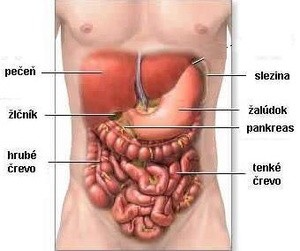 pečeň
slezina
žlčník
žalúdok
pankreas
hrubé
črevo
tenké
črevo